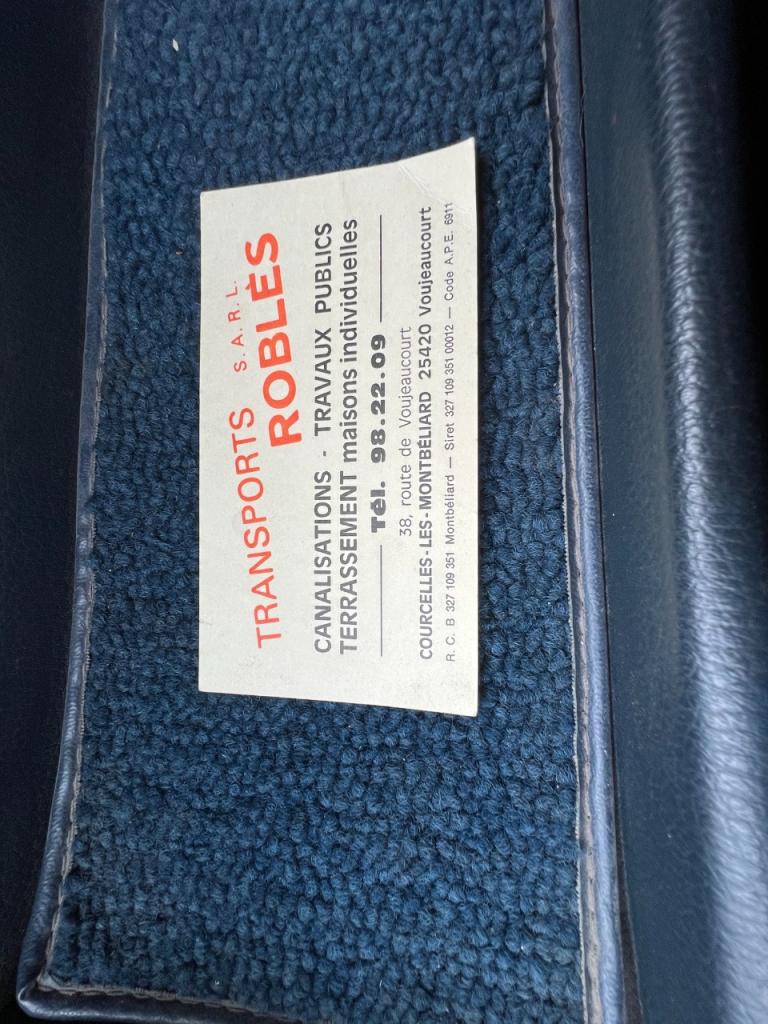 TRANSPORTS S.A.R.L.
ROBLÈS
CANALISATIONS - TRAVAUX PUBLICS
TERRASSEMENT maisons individuelles
Tél. 98.22.09
38, route de Voujeaucourt
COURCELLES-LES-MONTBÉLIARD 25420 Voujeaucourt
R. C. B 327 109 351 Montbéliard — Siret 327 109 351 00012 — Code A.P.E. 6911